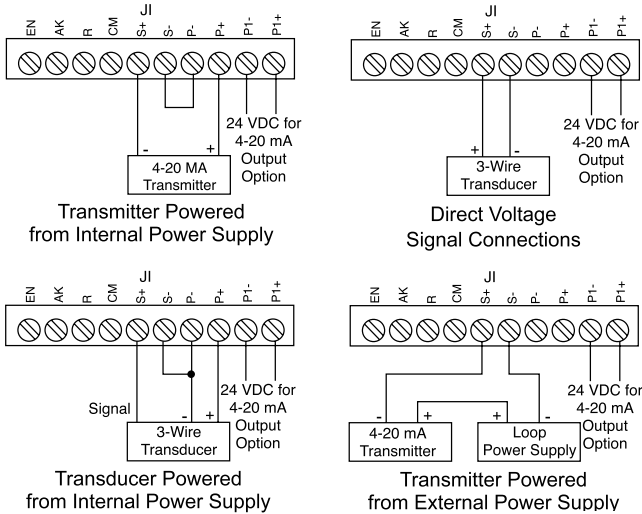 JI
EN AK R CM S+ S- P- P+ P1- P1+
- +
4-20 MA
Transmitter
24 VDC for
4-20 mA
Output
Option
Transmitter Powered
from Internal Power Supply
JI
EN AK R CM S+ S- P- P+ P1- P1+
+ -
3-Wire
Transducer
24 VDC for
4-20 mA
Output
Option
Direct Voltage
Signal Connections
JI
EN AK R CM S+ S- P- P+ P1- P1+
Signal - +
3-Wire
Transducer
24 VDC for
4-20 mA
Output
Option
Transducer Powered
from Internal Power Supply
JI
EN AK R CM S+ S- P- P+ P1- P1+
- + + -
4-20 mA
Transmitter
Loop
Power Supply
24 VDC for
4-20 mA
Output
Option
Transmitter Powered
from External Power Supply